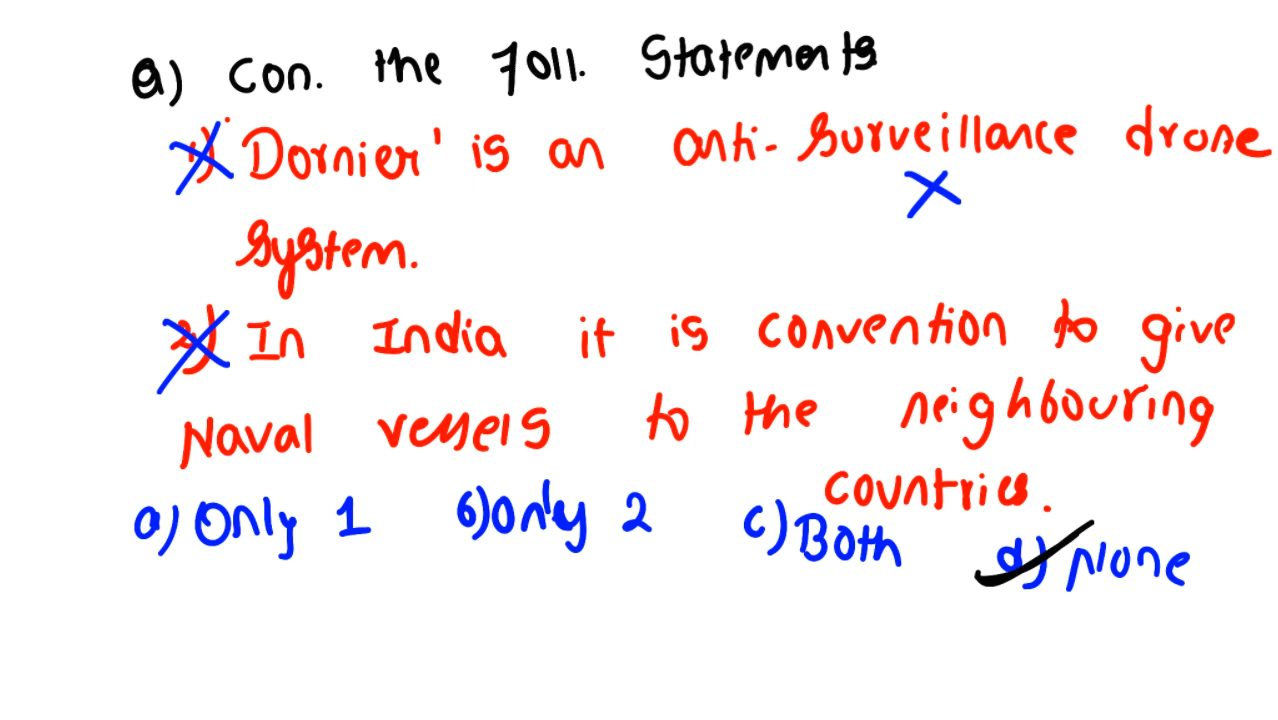 Q) Con. the foll. Statements
1) 'Dornier' is an anti-surveillance drone
system.
2) In India it is convention to give
Naval vessels to the neighbouring
countries.
a) Only 1 b) Only 2 c) Both d) None